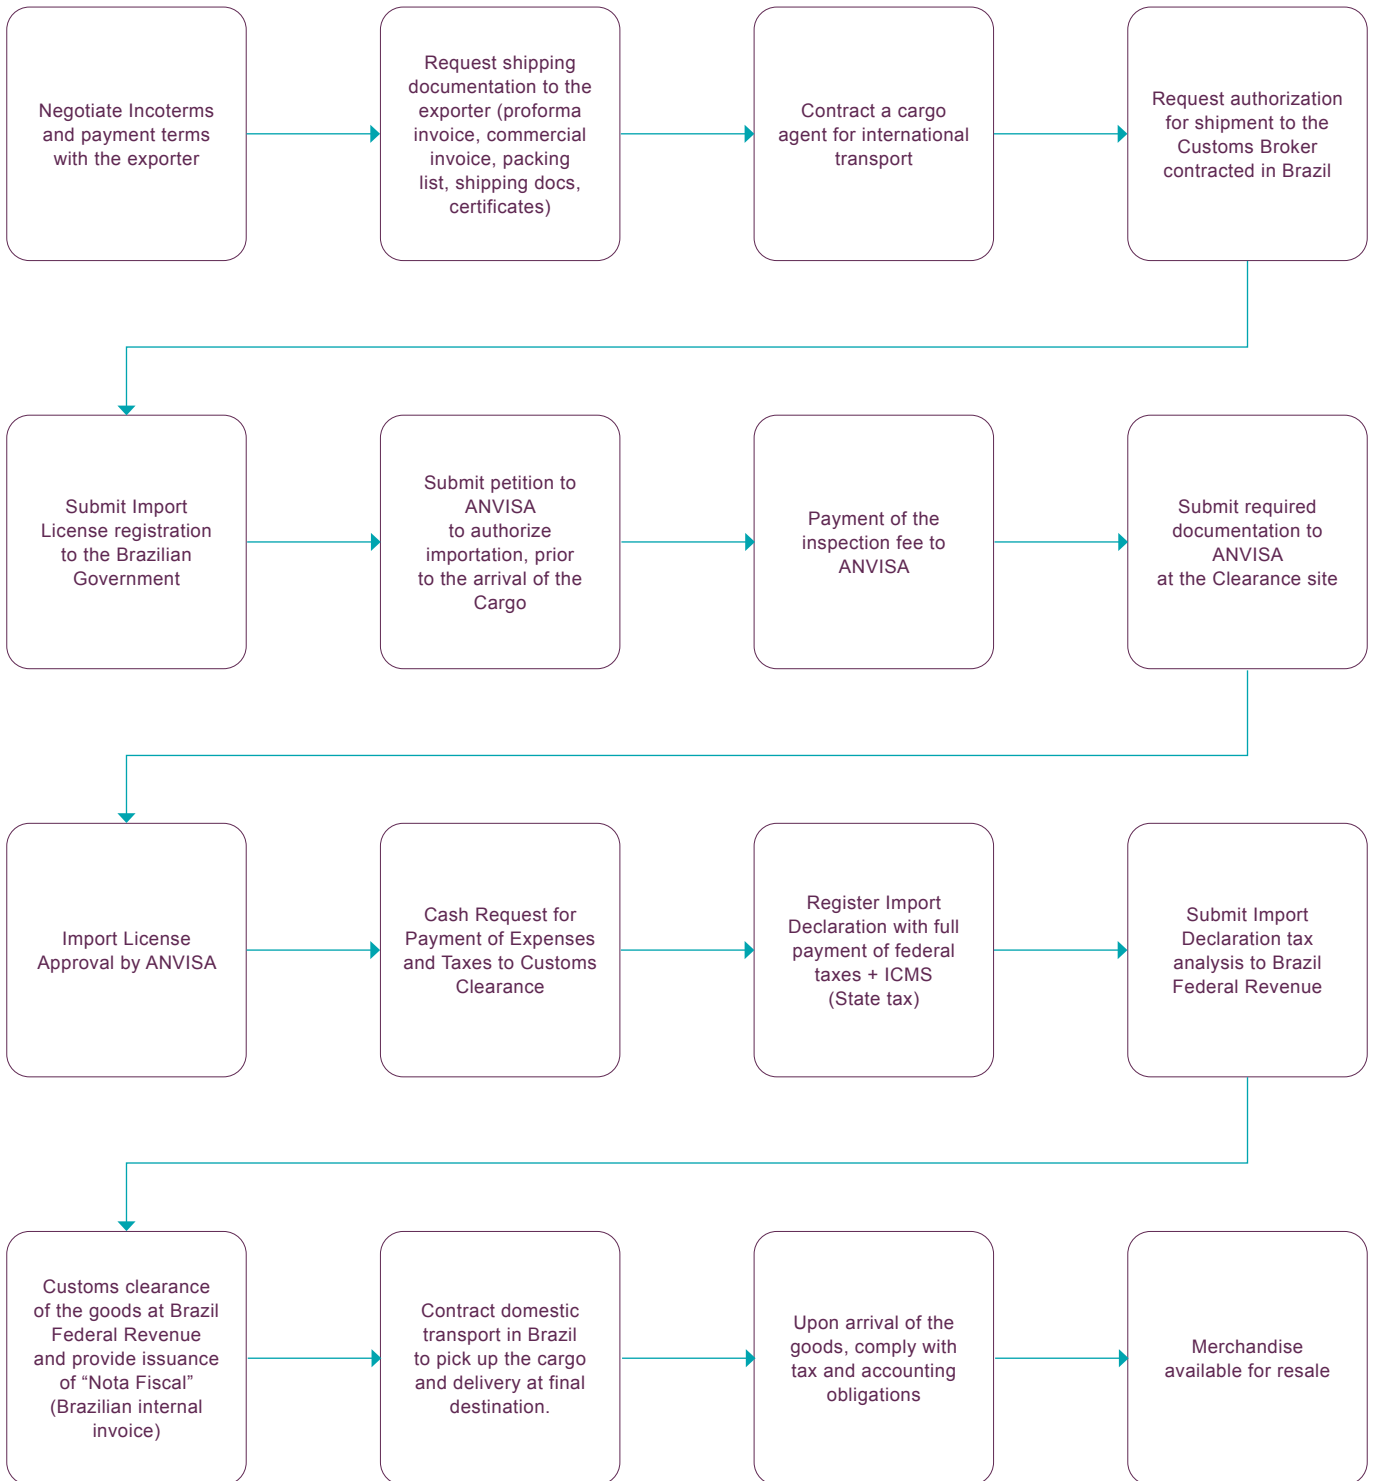 Negotiate Incoterms
and payment terms
with the exporter
Request shipping
documentation to the
exporter (proforma
invoice, commercial
invoice, packing
list, shipping docs,
certificates)
Contract a cargo
agent for international
transport
Request authorization
for shipment to the
Customs Broker
contracted in Brazil
Submit Import
License registration
to the Brazilian
Government
Submit petition to
ANVISA
to authorize
importation, prior
to the arrival of the
Cargo
Payment of the
inspection fee to
ANVISA
Submit required
documentation to
ANVISA
at the Clearance site
Import License
Approval by ANVISA
Cash Request for
Payment of Expenses
and Taxes to Customs
Clearance
Register Import
Declaration with full
payment of federal
taxes + ICMS
(State tax)
Submit Import
Declaration tax
analysis to Brazil
Federal Revenue
Customs clearance
of the goods at Brazil
Federal Revenue
and provide issuance
of “Nota Fiscal”
(Brazilian internal
invoice)
Contract domestic
transport in Brazil
to pick up the cargo
and delivery at final
destination.
Upon arrival of the
goods, comply with
tax and accounting
obligations
Merchandise
available for resale